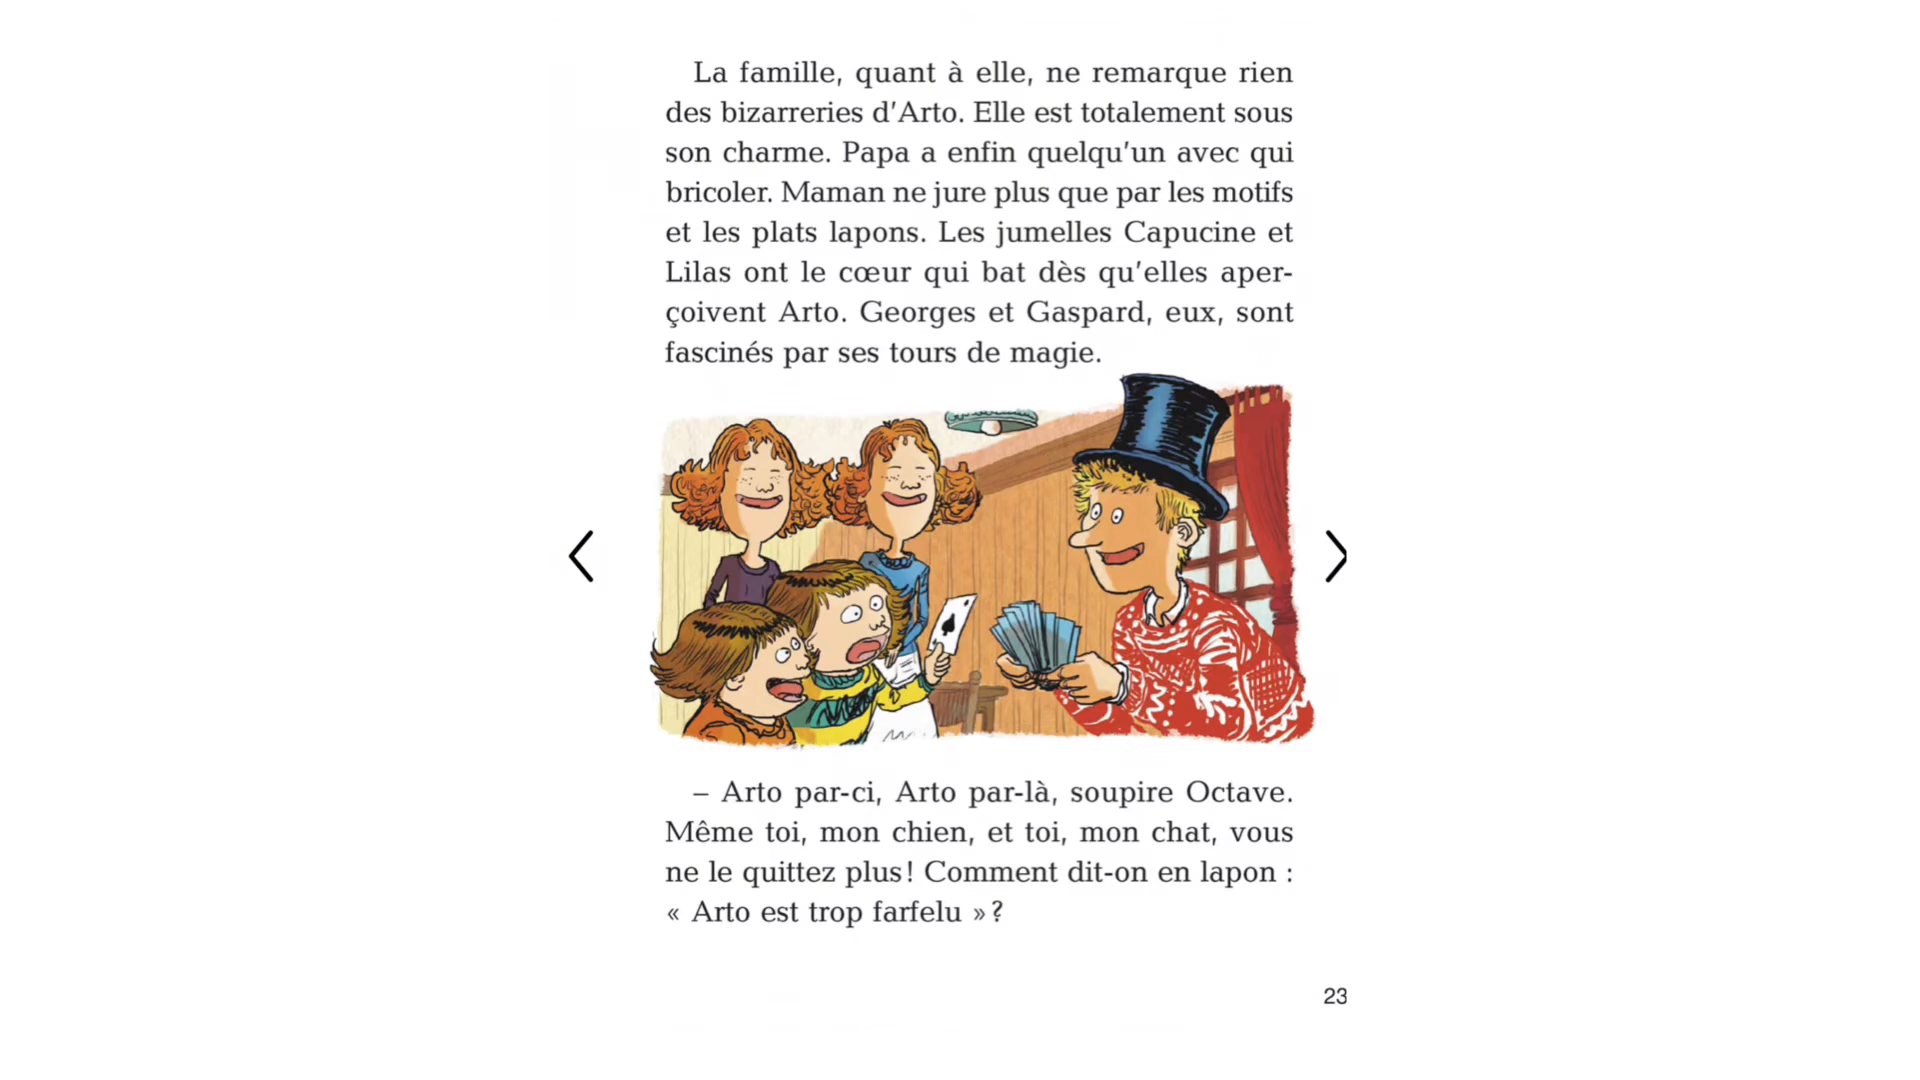 La famille, quant à elle, ne remarque rien
des bizarreries d'Arto. Elle est totalement sous
son charme. Papa a enfin quelqu'un avec qui
bricoler. Maman ne jure plus que par les motifs
et les plats lapons. Les jumelles Capucine et
Lilas ont le cœur qui bat dès qu'elles aper-
çoivent Arto. Georges et Gaspard, eux, sont
fascinés par ses tours de magie.
– Arto par-ci, Arto par-là, soupire Octave.
Même toi, mon chien, et toi, mon chat, vous
ne le quittez plus! Comment dit-on en lapon :
« Arto est trop farfelu »?
23